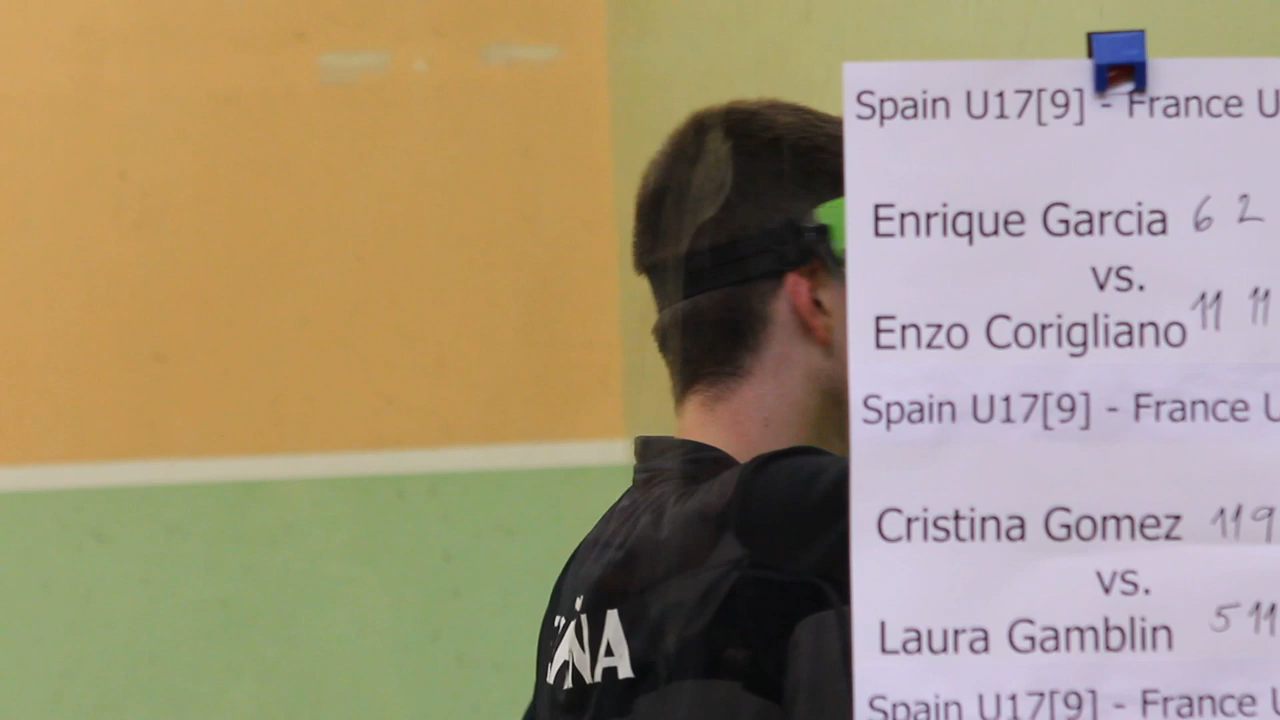 Spain U17[9] - France U
Enrique Garcia 6 2
vs.
Enzo Corigliano 11 11
Spain U17[9] - France U
Cristina Gomez 11 9
vs.
Laura Gamblin 5 11
Spain U17[9] - France U
ÑA